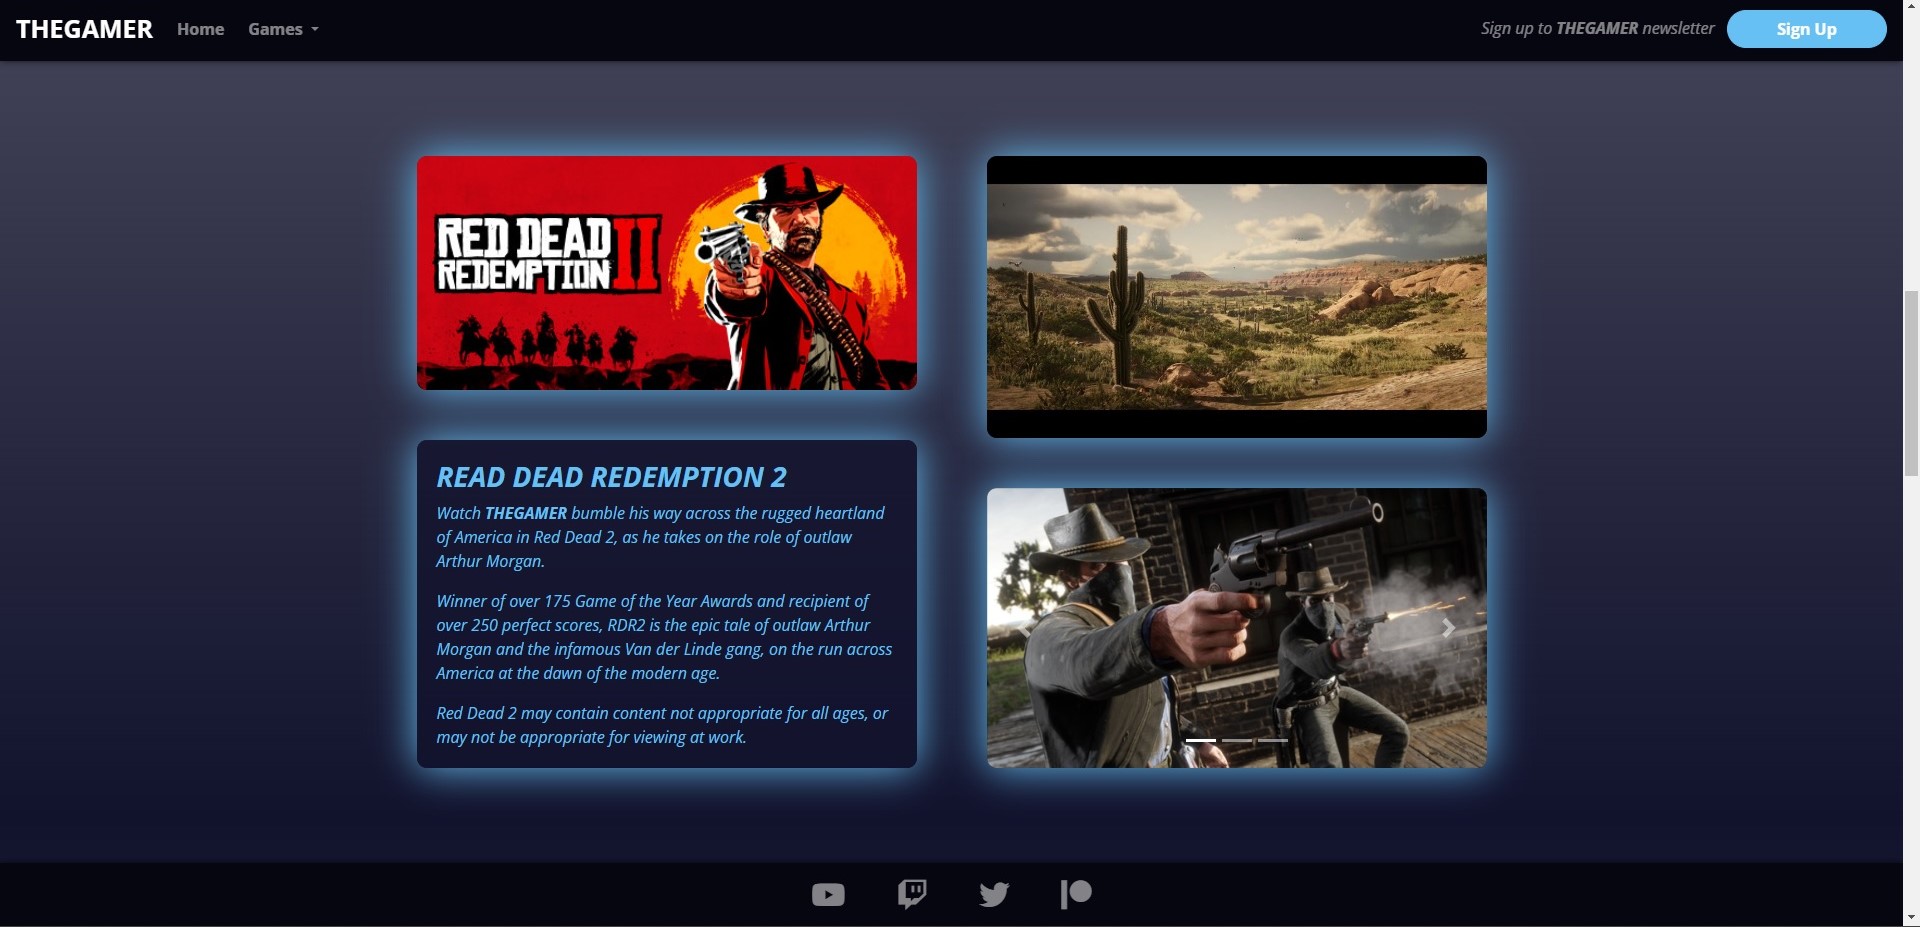 THEGAMER Home Games Sign up to THEGAMER newsletter Sign Up
RED DEAD
REDEMPTION II
READ DEAD REDEMPTION 2
Watch THEGAMER bumble his way across the rugged heartland
of America in Red Dead 2, as he takes on the role of outlaw
Arthur Morgan.
Winner of over 175 Game of the Year Awards and recipient of
over 250 perfect scores, RDR2 is the epic tale of outlaw Arthur
Morgan and the infamous Van der Linde gang, on the run across
America at the dawn of the modern age.
Red Dead 2 may contain content not appropriate for all ages, or
may not be appropriate for viewing at work.